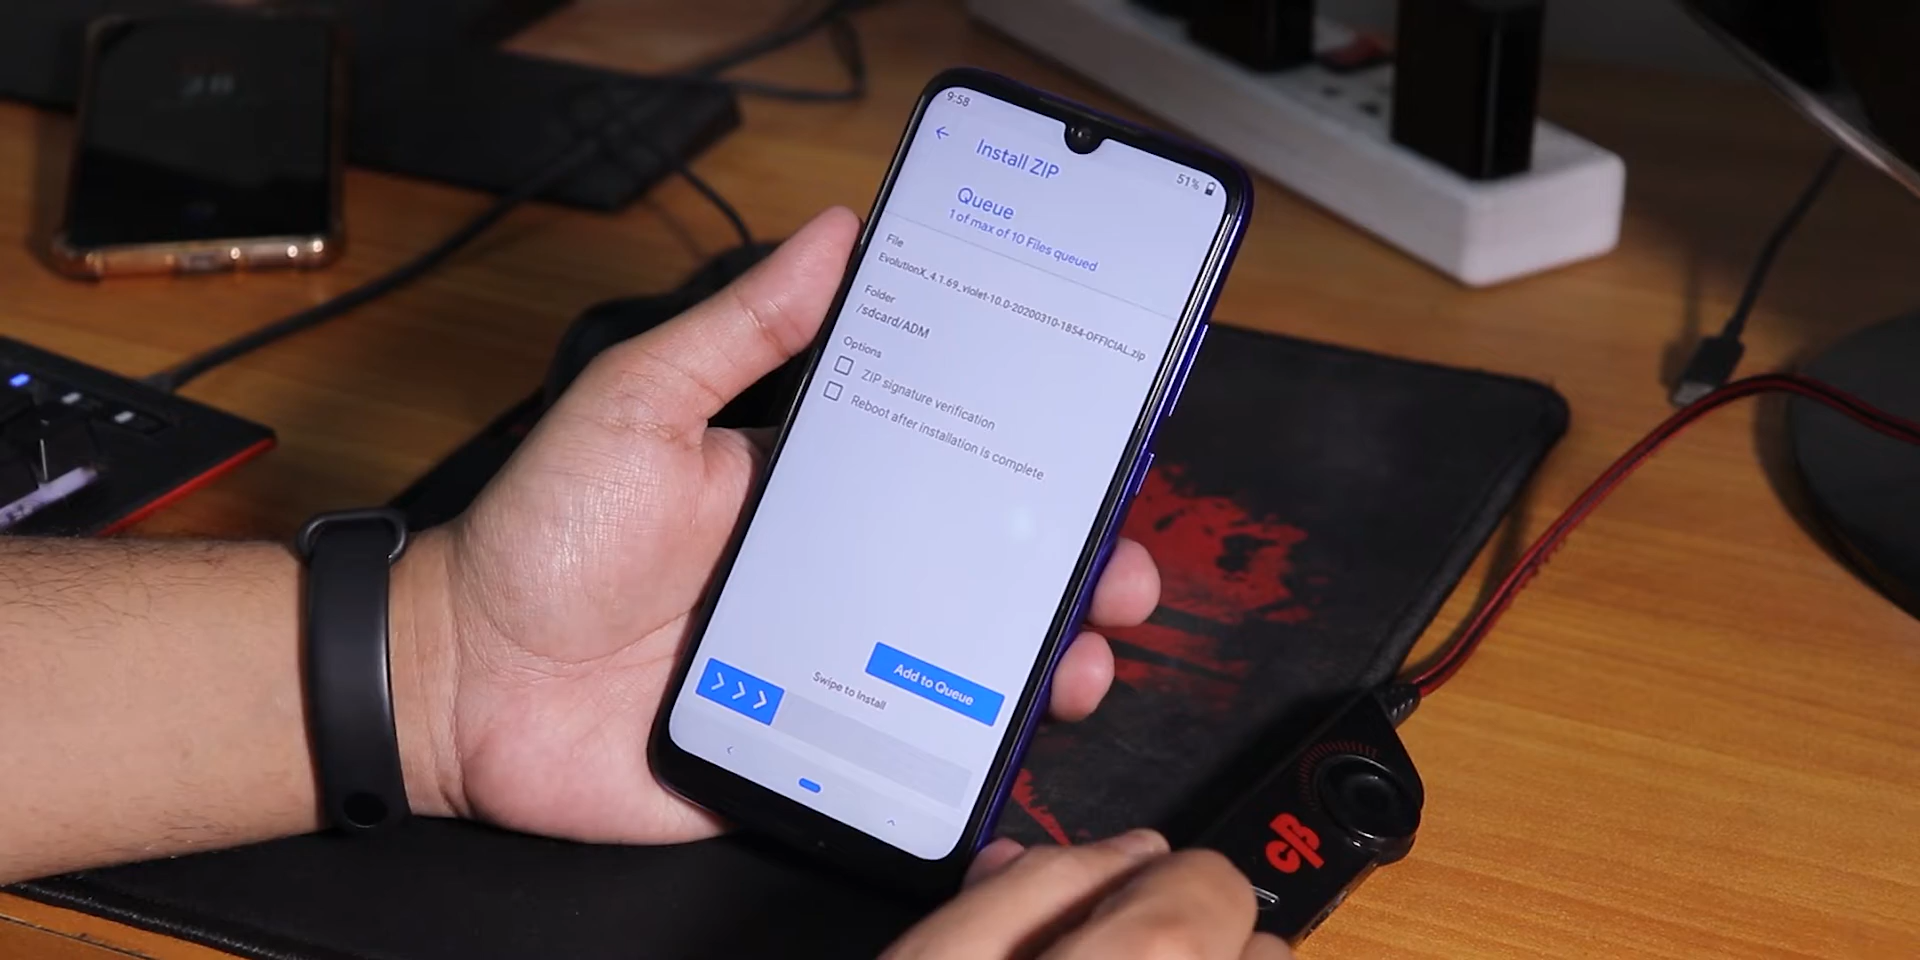 9:58
51%
Install ZIP
Queue
1 of max of 10 Files queued
File
EvolutionX_4.1.69_violet-10.0-20200310-1854-OFFICIAL.zip
Folder
/sdcard/ADM
Options
ZIP signature verification
Reboot after installation is complete
Add to Queue
Swipe to Install